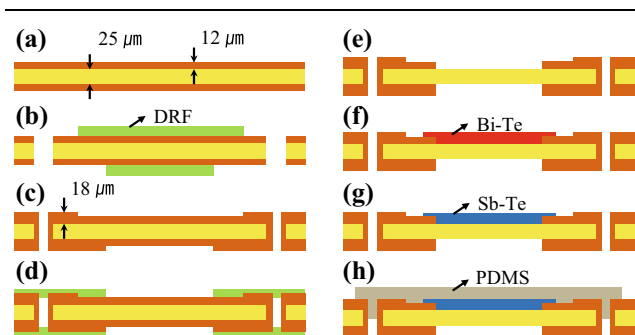 (a)
25 μm
12 μm
(b)
DRF
(c)
18 μm
(d)
(e)
(f)
Bi-Te
(g)
Sb-Te
(h)
PDMS